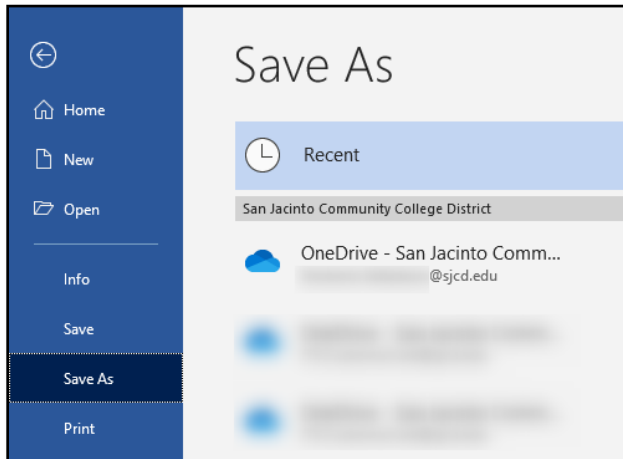 Home
New
Open
Info
Save
Save As
Print
Save As
Recent
San Jacinto Community College District
OneDrive - San Jacinto Comm...
@sjcd.edu